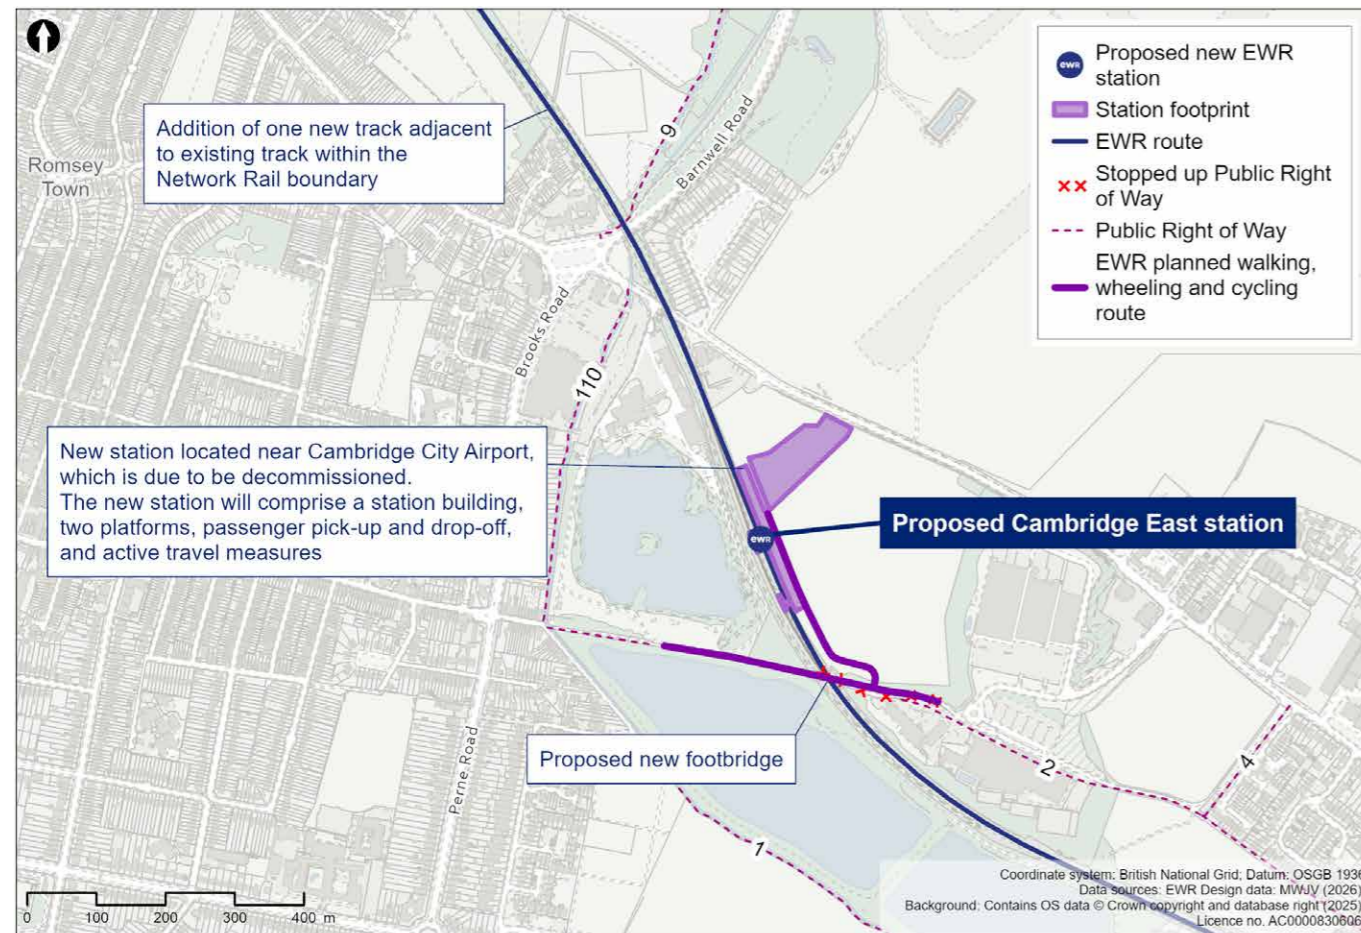 Addition of one new track adjacent
to existing track within the
Network Rail boundary
Romsey
Town
9
Barnwell Road
ewr
Proposed new EWR
station
Station footprint
EWR route
Stopped up Public Right
of Way
Public Right of Way
EWR planned walking,
wheeling and cycling
route
Brooks Road
110
New station located near Cambridge City Airport,
which is due to be decommissioned.
The new station will comprise a station building,
two platforms, passenger pick-up and drop-off,
and active travel measures
ewr
Proposed Cambridge East station
Perne Road
Proposed new footbridge
2
4
1
0 100 200 300 400 m
Coordinate system: British National Grid; Datum: OSGB 1936
Data sources: EWR Design data: MWJV (2026)
Background: Contains OS data © Crown copyright and database right (2025)
Licence no. AC0000830606